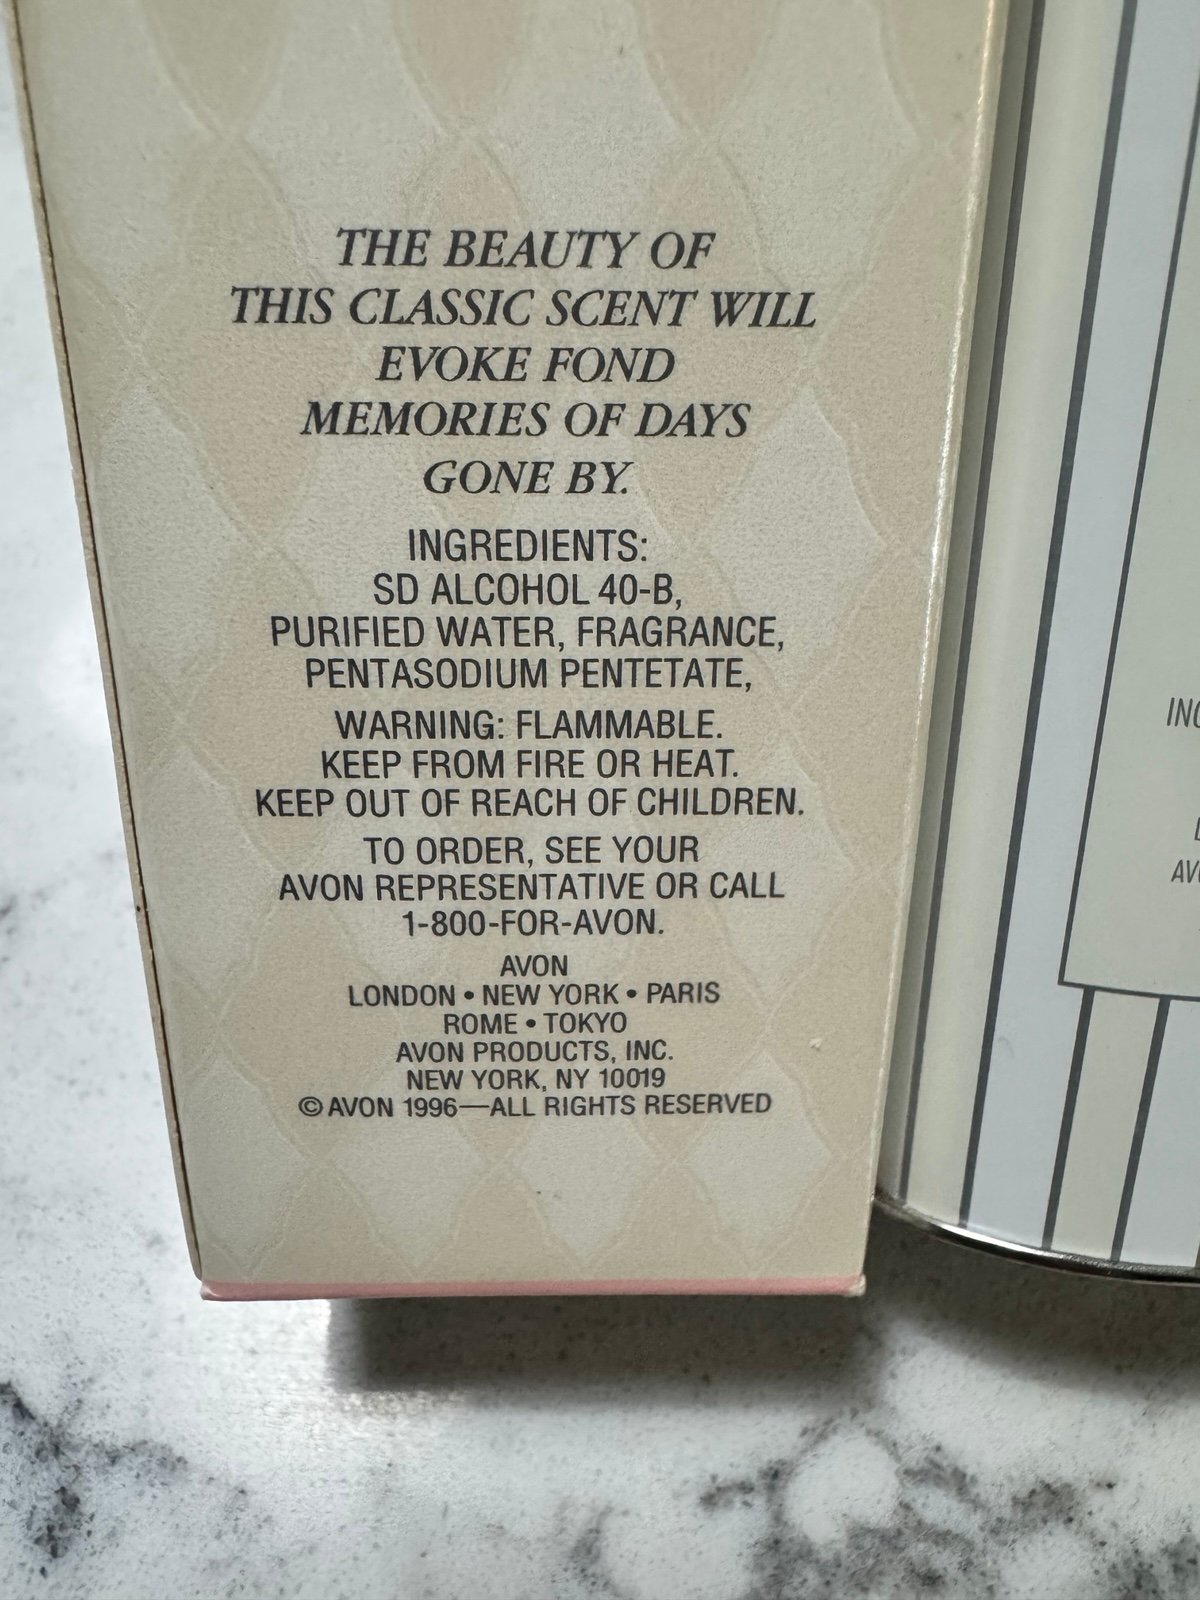 THE BEAUTY OF
THIS CLASSIC SCENT WILL
EVOKE FOND
MEMORIES OF DAYS
GONE BY.
INGREDIENTS:
SD ALCOHOL 40-B,
PURIFIED WATER, FRAGRANCE,
PENTASODIUM PENTETATE,
WARNING: FLAMMABLE.
KEEP FROM FIRE OR HEAT.
KEEP OUT OF REACH OF CHILDREN.
TO ORDER, SEE YOUR
AVON REPRESENTATIVE OR CALL
1-800-FOR-AVON.
AVON
LONDON • NEW YORK • PARIS
ROME • TOKYO
AVON PRODUCTS, INC.
NEW YORK, NY 10019
© AVON 1996—ALL RIGHTS RESERVED